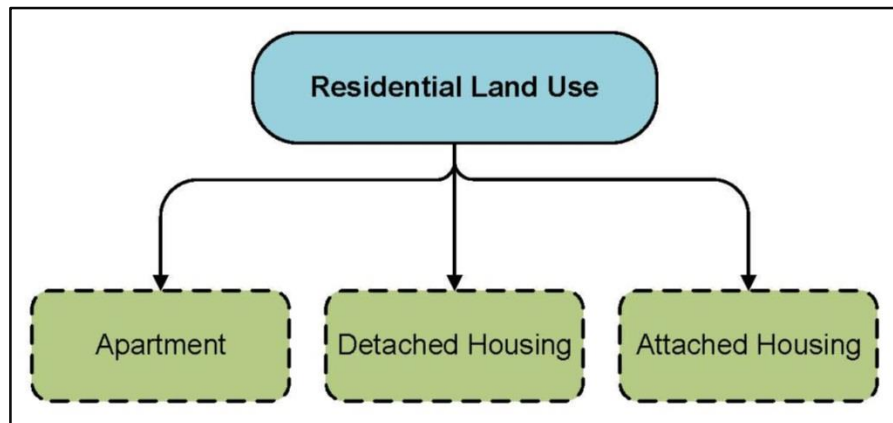 Residential Land Use
Apartment
Detached Housing
Attached Housing